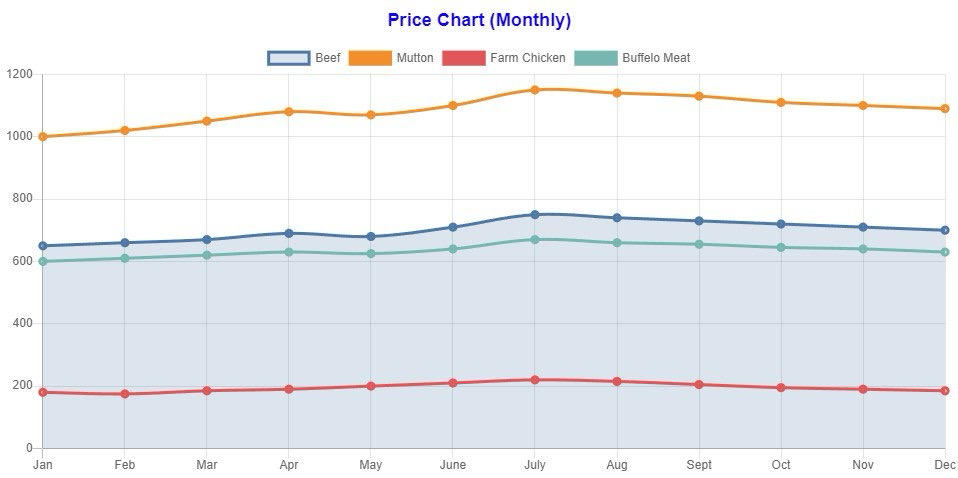 Price Chart (Monthly)
Beef Mutton Farm Chicken Buffelo Meat
1200
1000
800
600
400
200
0
Jan Feb Mar Apr May June July Aug Sept Oct Nov Dec